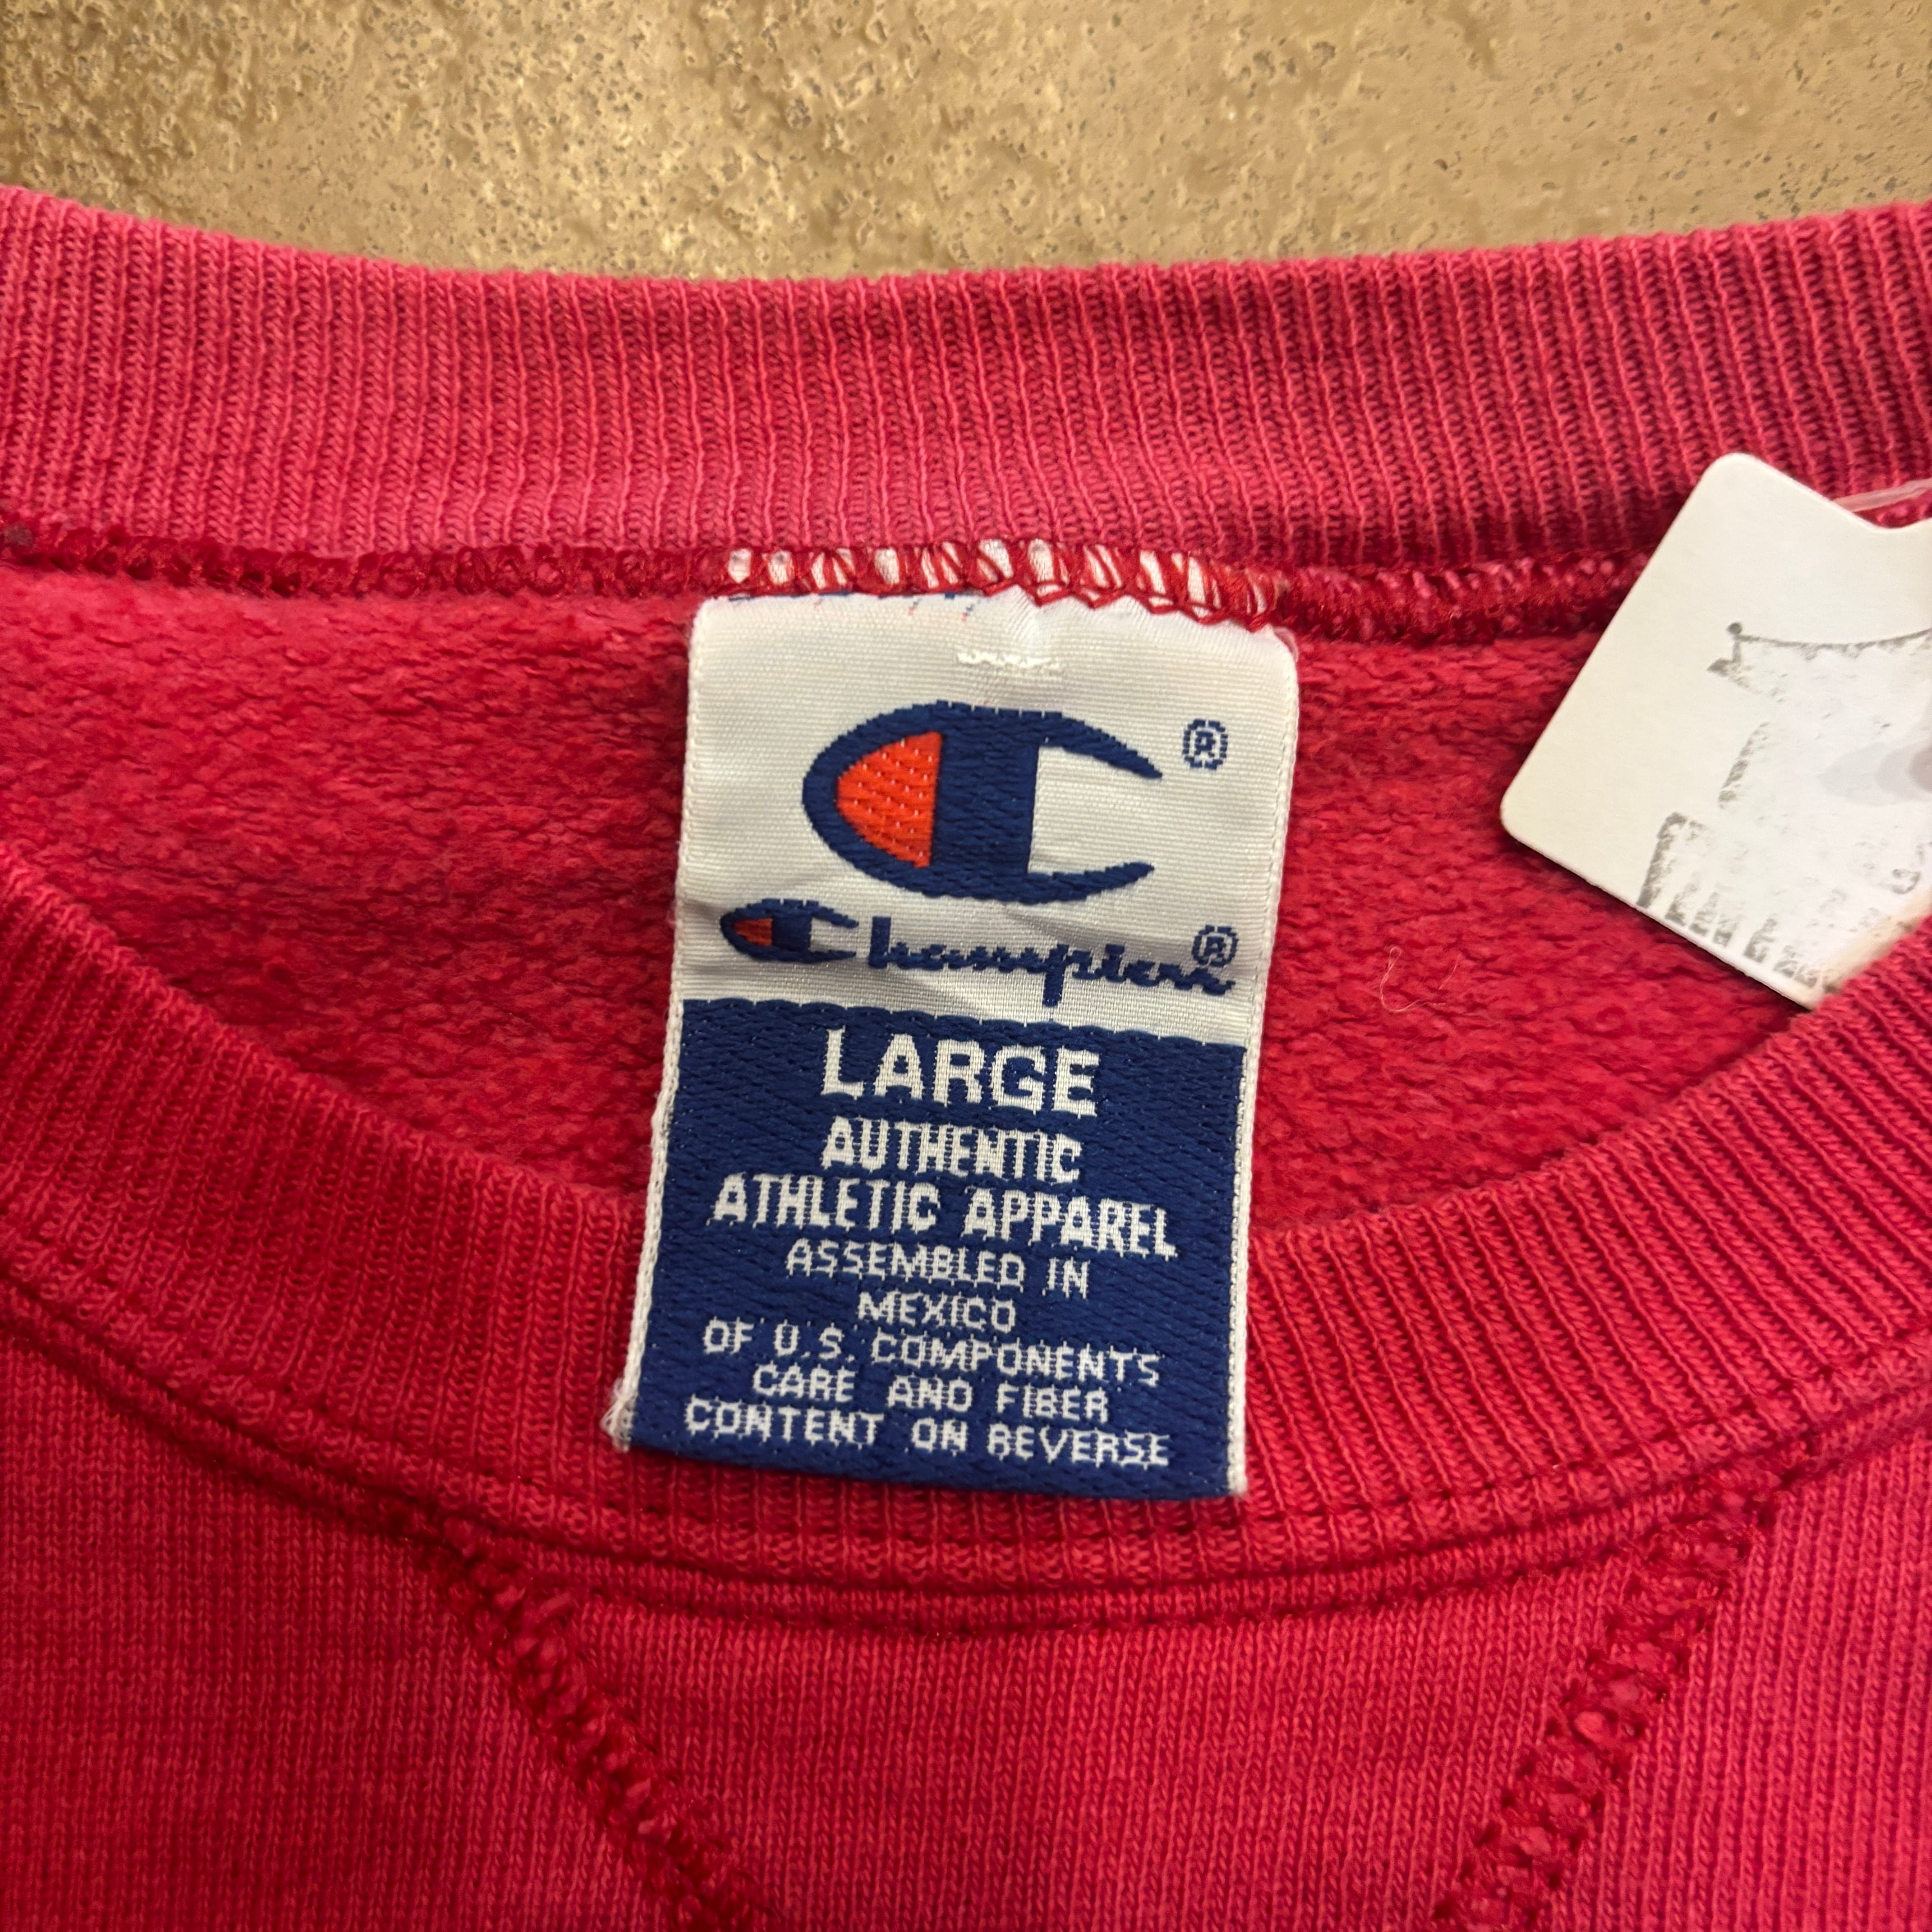 ®
Champion®
LARGE
AUTHENTIC
ATHLETIC APPAREL
ASSEMBLED IN
MEXICO
OF U.S. COMPONENTS
CARE AND FIBER
CONTENT ON REVERSE